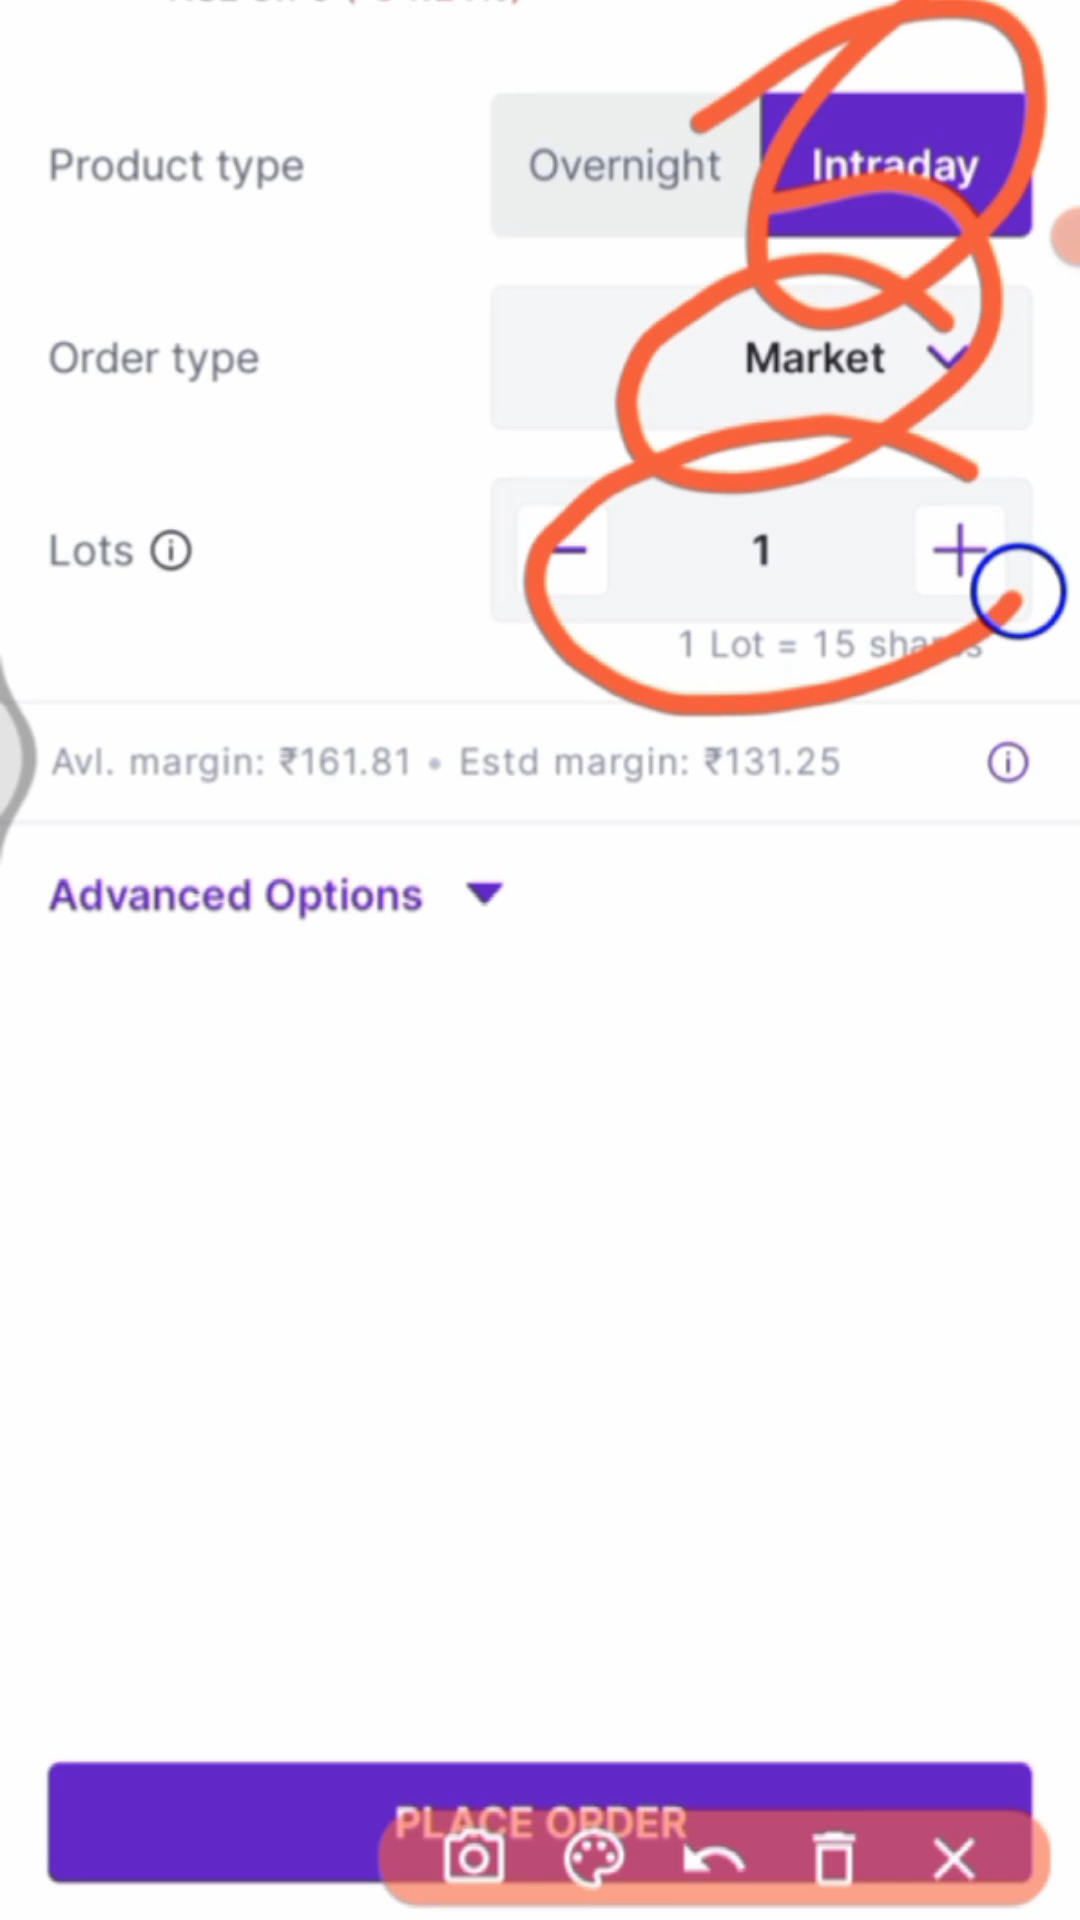 Product type Overnight Intraday
Order type Market
Lots 1
1 Lot = 15 shares
Avl. margin: ₹161.81 • Estd margin: ₹131.25
Advanced Options
PLACE ORDER